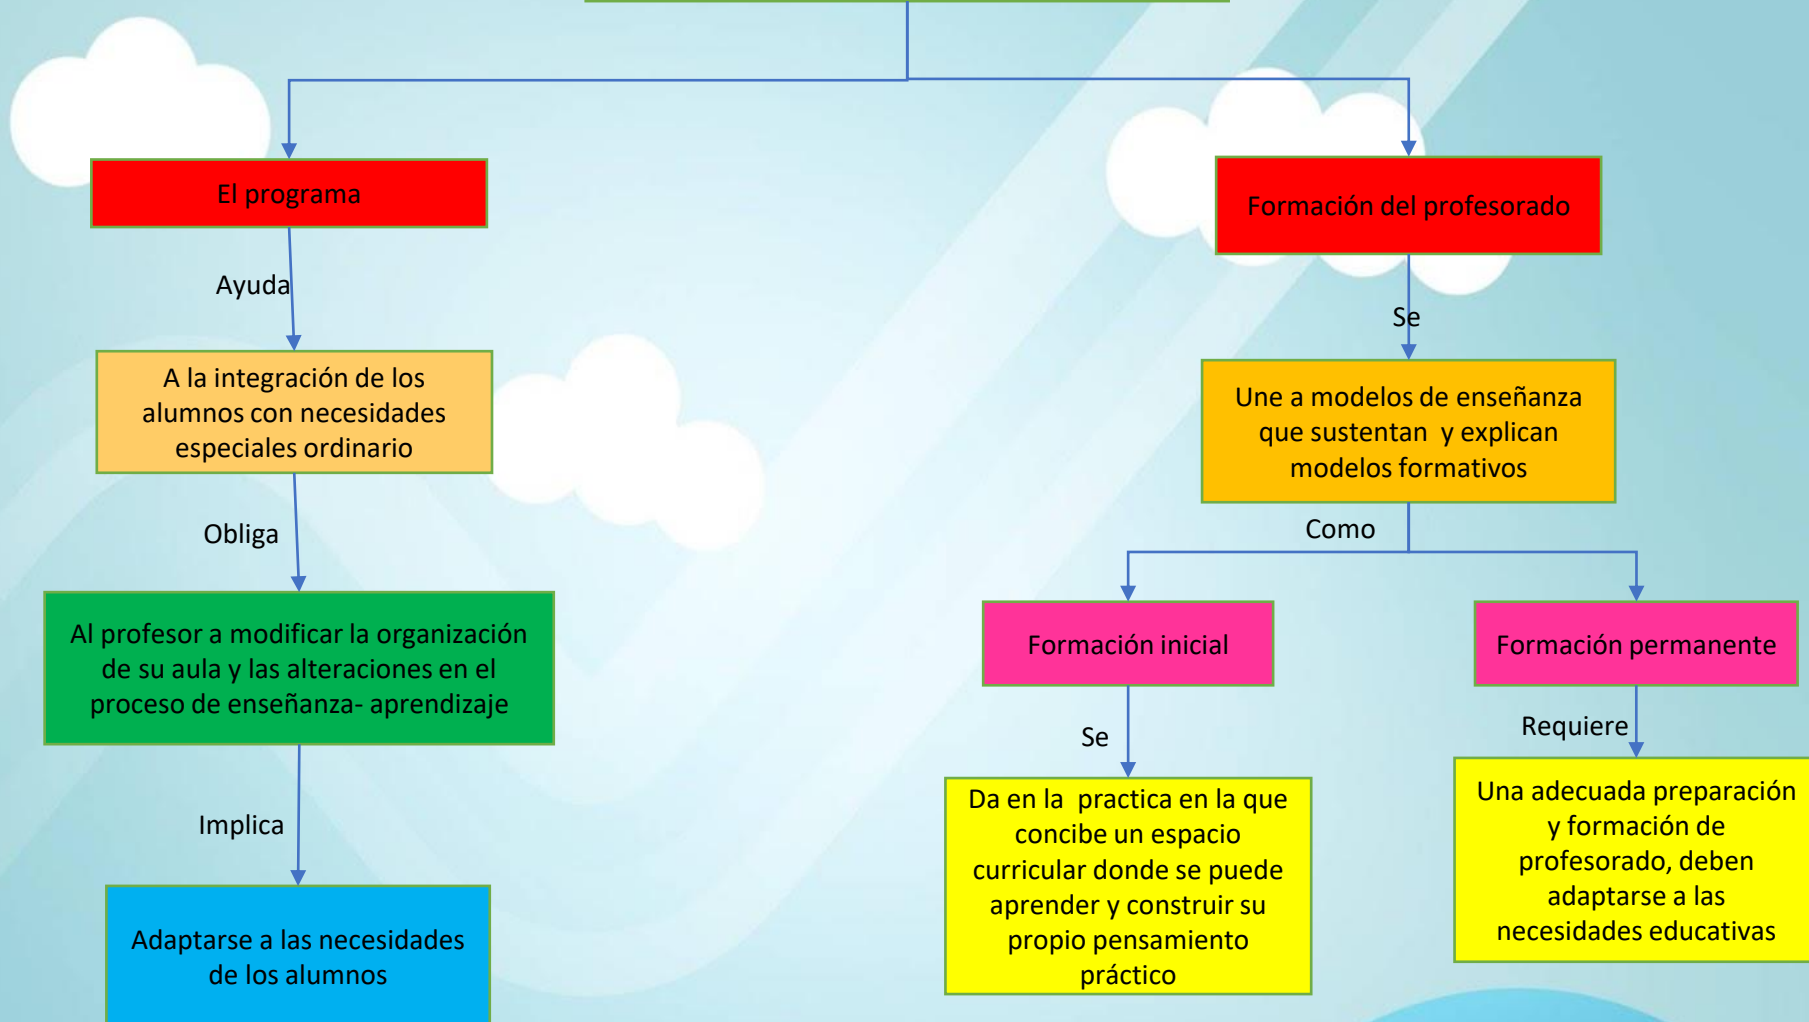 El programa
Formación del profesorado
Ayuda
Se
A la integración de los
alumnos con necesidades
especiales ordinario
Une a modelos de enseñanza
que sustentan  y explican
modelos formativos
Obliga
Como
Al profesor a modificar la organización
de su aula y las alteraciones en el
proceso de enseñanza- aprendizaje
Formación inicial
Formación permanente
Se
Requiere
Implica
Da en la  practica en la que
concibe un espacio
curricular donde se puede
aprender y construir su
propio pensamiento
práctico
Una adecuada preparación
y formación de
profesorado, deben
adaptarse a las
necesidades educativas
Adaptarse a las necesidades
de los alumnos